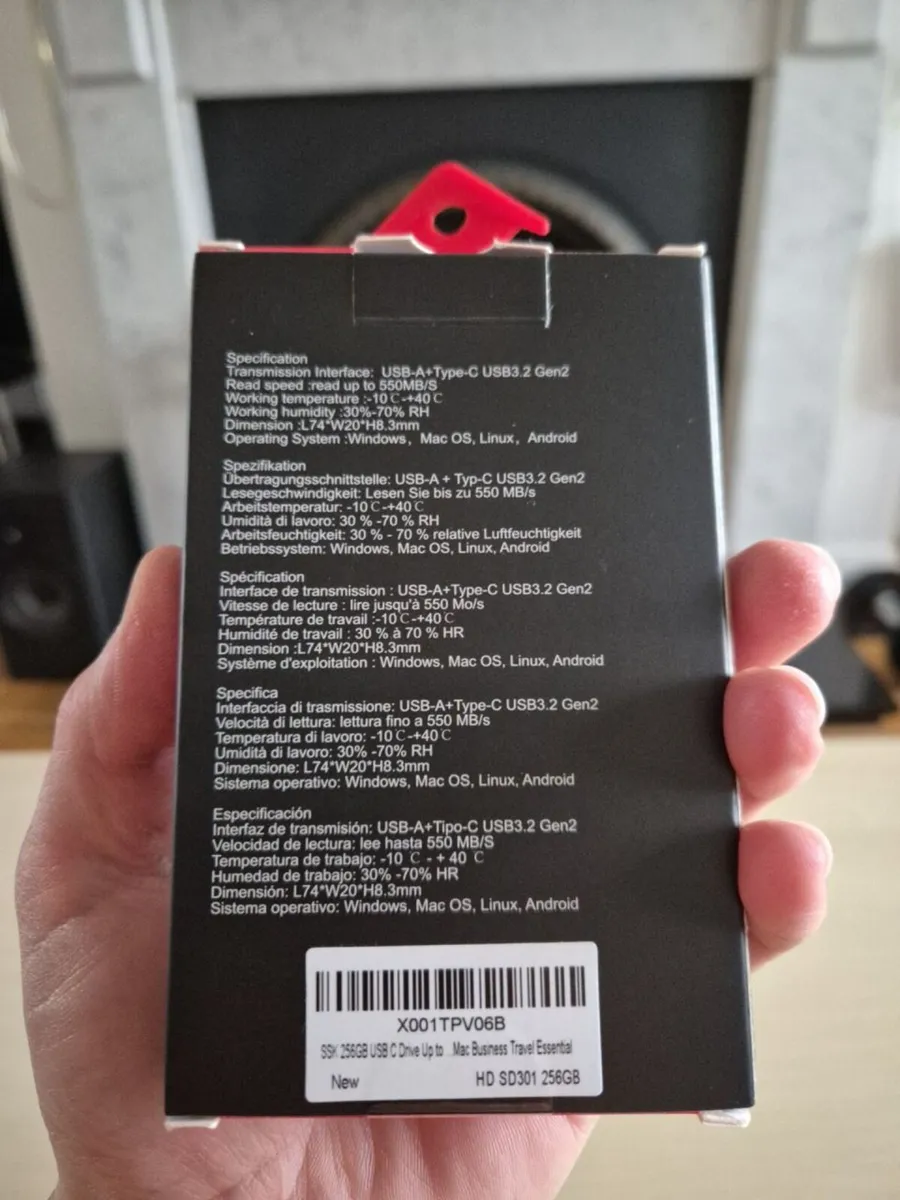 Specification
Transmission Interface: USB-A+Type-C USB3.2 Gen2
Read speed :read up to 550MB/S
Working temperature :-10℃-+40℃
Working humidity :30%-70% RH
Dimension :L74*W20*H8.3mm
Operating System :Windows, Mac OS, Linux, Android
Spezifikation
Übertragungsschnittstelle: USB-A + Typ-C USB3.2 Gen2
Lesegeschwindigkeit: Lesen Sie bis zu 550 MB/s
Arbeitstemperatur: -10℃-+40℃
Umidità di lavoro: 30 % -70 % RH
Arbeitsfeuchtigkeit: 30 % - 70 % relative Luftfeuchtigkeit
Betriebssystem: Windows, Mac OS, Linux, Android
Spécification
Interface de transmission : USB-A+Type-C USB3.2 Gen2
Vitesse de lecture : lire jusqu'à 550 Mo/s
Température de travail :-10℃-+40℃
Humidité de travail : 30 % à 70 % HR
Dimension :L74*W20*H8.3mm
Système d'exploitation : Windows, Mac OS, Linux, Android
Specifica
Interfaccia di trasmissione: USB-A+Type-C USB3.2 Gen2
Velocità di lettura: lettura fino a 550 MB/s
Temperatura di lavoro: -10℃-+40℃
Umidità di lavoro: 30% -70% RH
Dimensione: L74*W20*H8.3mm
Sistema operativo: Windows, Mac OS, Linux, Android
Especificación
Interfaz de transmisión: USB-A+Tipo-C USB3.2 Gen2
Velocidad de lectura: lee hasta 550 MB/S
Temperatura de trabajo: -10 ℃ - + 40 ℃
Humedad de trabajo: 30% -70% HR
Dimensión: L74*W20*H8.3mm
Sistema operativo: Windows, Mac OS, Linux, Android
X001TPV06B
SSK 256GB USB C Drive Up to ...Mac Business Travel Essential
New HD SD301 256GB